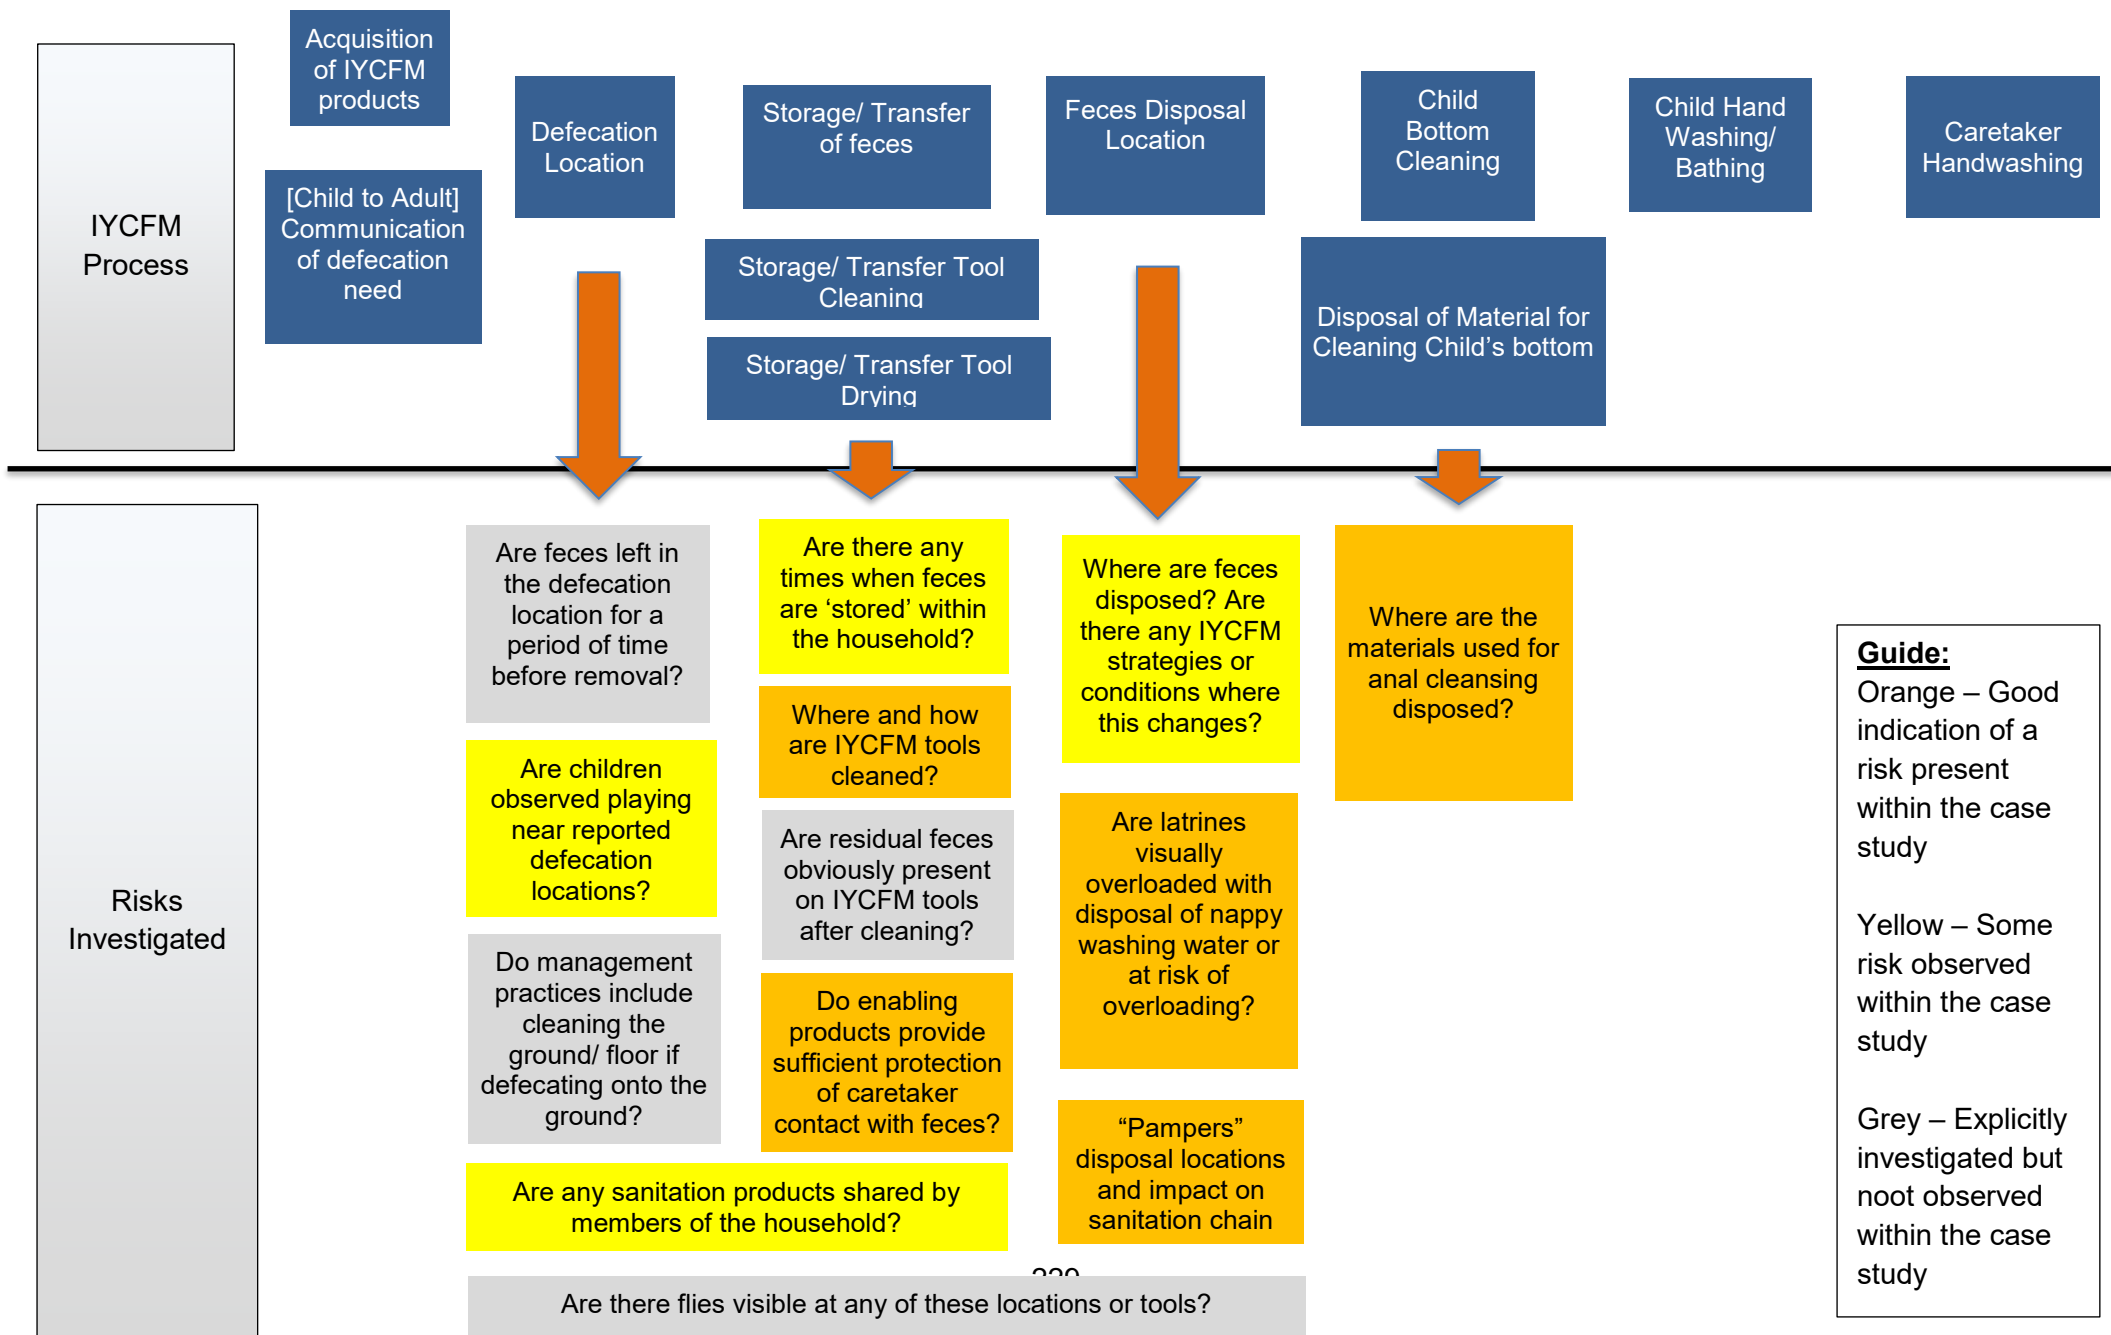 IYCFM
Process
Acquisition
of IYCFM
products
[Child to Adult]
Communication
of defecation
need
Defecation
Location
Storage/ Transfer
of feces
Storage/ Transfer Tool
Cleaning
Storage/ Transfer Tool
Drying
Feces Disposal
Location
Child
Bottom
Cleaning
Disposal of Material for
Cleaning Child’s bottom
Child Hand
Washing/
Bathing
Caretaker
Handwashing
Risks
Investigated
Are feces left in
the defecation
location for a
period of time
before removal?
Are children
observed playing
near reported
defecation
locations?
Do management
practices include
cleaning the
ground/ floor if
defecating onto the
ground?
Are there any
times when feces
are ‘stored’ within
the household?
Where and how
are IYCFM tools
cleaned?
Are residual feces
obviously present
on IYCFM tools
after cleaning?
Do enabling
products provide
sufficient protection
of caretaker
contact with feces?
Are any sanitation products shared by
members of the household?
Where are feces
disposed? Are
there any IYCFM
strategies or
conditions where
this changes?
Are latrines
visually
overloaded with
disposal of nappy
washing water or
at risk of
overloading?
“Pampers”
disposal locations
and impact on
sanitation chain
Where are the
materials used for
anal cleansing
disposed?
Are there flies visible at any of these locations or tools?
Guide:
Orange – Good
indication of a
risk present
within the case
study
Yellow – Some
risk observed
within the case
study
Grey – Explicitly
investigated but
noot observed
within the case
study